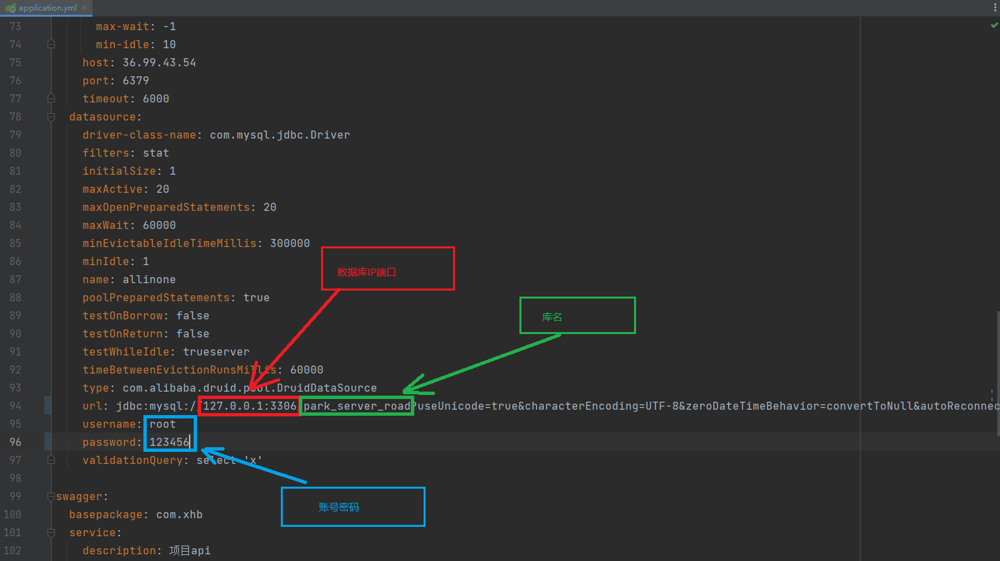 application.yml
73 max-wait: -1
74 min-idle: 10
75 host: 36.99.43.54
76 port: 6379
77 timeout: 6000
78 datasource:
79 driver-class-name: com.mysql.jdbc.Driver
80 filters: stat
81 initialSize: 1
82 maxActive: 20
83 maxOpenPreparedStatements: 20
84 maxWait: 60000
85 minEvictableIdleTimeMillis: 300000
86 minIdle: 1
数据库IP端口
87 name: allinone
88 poolPreparedStatements: true
89 testOnBorrow: false
库名
90 testOnReturn: false
91 testWhileIdle: trueserver
92 timeBetweenEvictionRunsMillis: 60000
93 type: com.alibaba.druid.pool.DruidDataSource
94 url: jdbc:mysql://127.0.0.1:3306/park_server_road?useUnicode=true&characterEncoding=UTF-8&zeroDateTimeBehavior=convertToNull&autoReconnec
95 username: root
96 password: 123456
97 validationQuery: select 'x'
98
99 swagger:
账号密码
100 basepackage: com.xhb
101 service:
102 description: 项目api